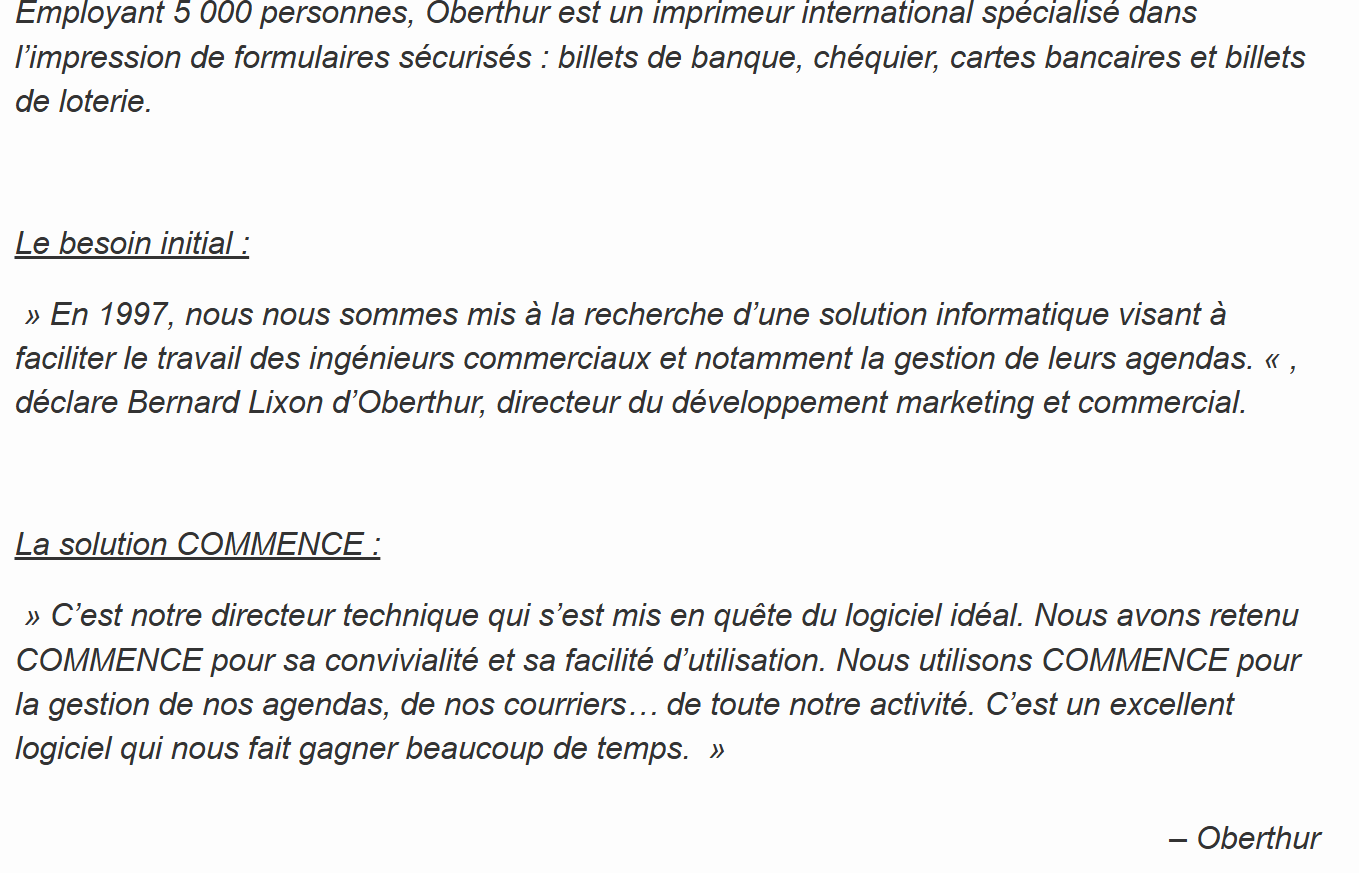 Employant 5 000 personnes, Oberthur est un imprimeur international spécialisé dans
l’impression de formulaires sécurisés : billets de banque, chéquier, cartes bancaires et billets
de loterie.
Le besoin initial :
» En 1997, nous nous sommes mis à la recherche d’une solution informatique visant à
faciliter le travail des ingénieurs commerciaux et notamment la gestion de leurs agendas. « ,
déclare Bernard Lixon d’Oberthur, directeur du développement marketing et commercial.
La solution COMMENCE :
» C’est notre directeur technique qui s’est mis en quête du logiciel idéal. Nous avons retenu
COMMENCE pour sa convivialité et sa facilité d’utilisation. Nous utilisons COMMENCE pour
la gestion de nos agendas, de nos courriers… de toute notre activité. C’est un excellent
logiciel qui nous fait gagner beaucoup de temps.  »
– Oberthur